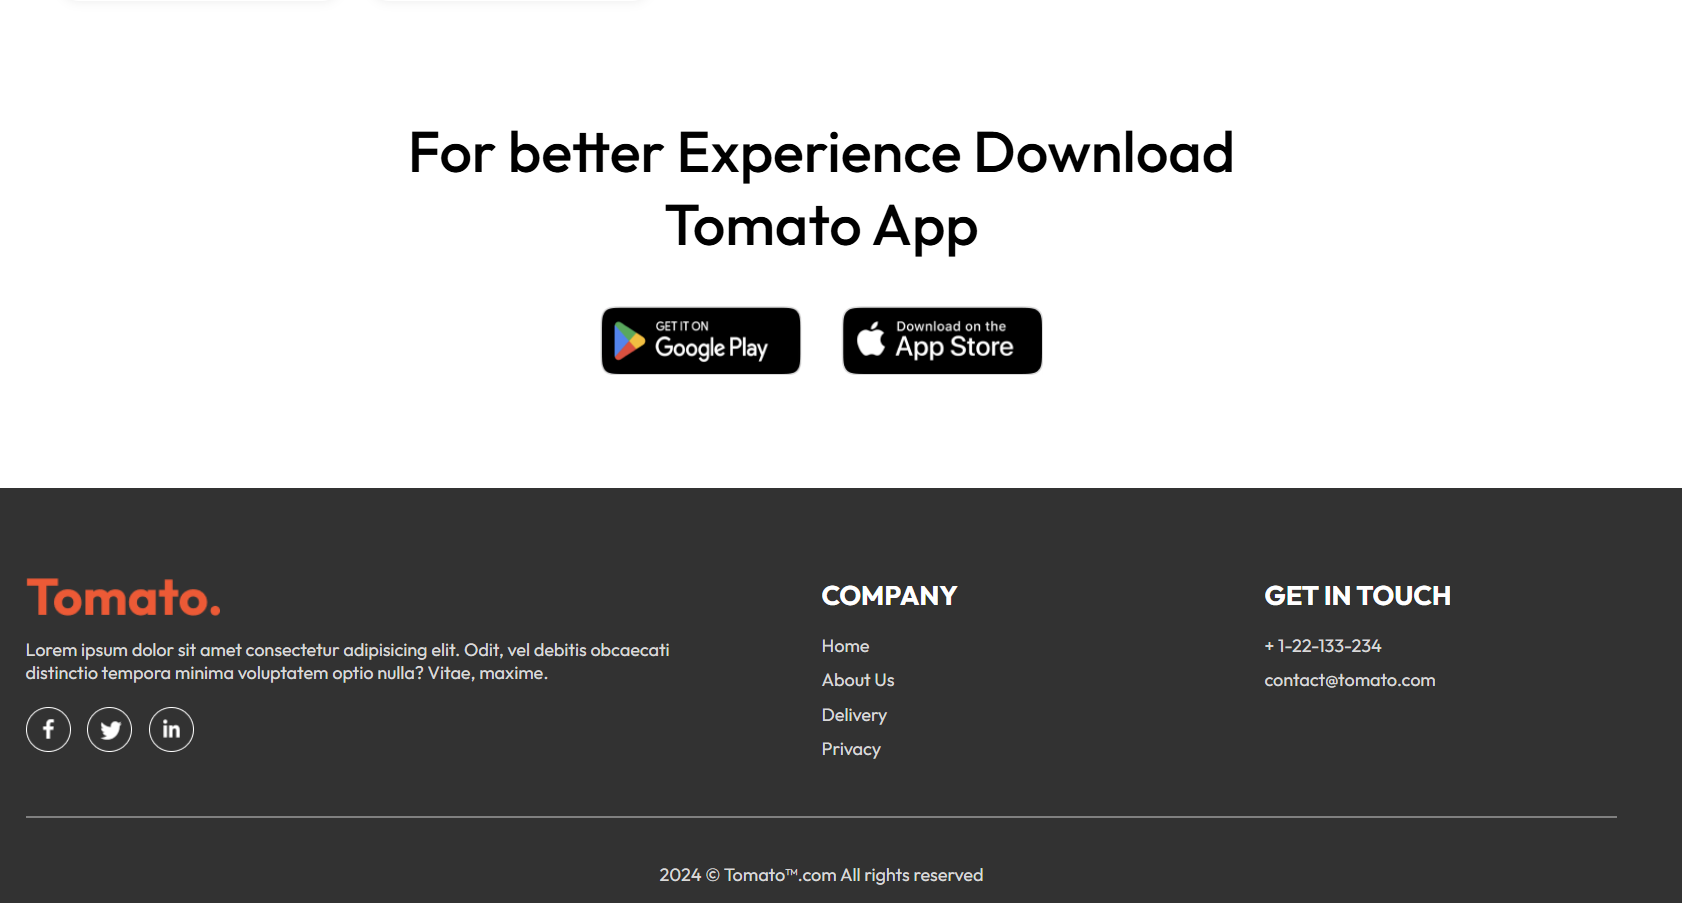 For better Experience Download
Tomato App
GET IT ON
Google Play
Download on the
App Store
Tomato.
Lorem ipsum dolor sit amet consectetur adipisicing elit. Odit, vel debitis obcaecati
distinctio tempora minima voluptatem optio nulla? Vitae, maxime.
f
in
COMPANY
Home
About Us
Delivery
Privacy
GET IN TOUCH
+ 1-22-133-234
contact@tomato.com
2024 © Tomato™.com All rights reserved